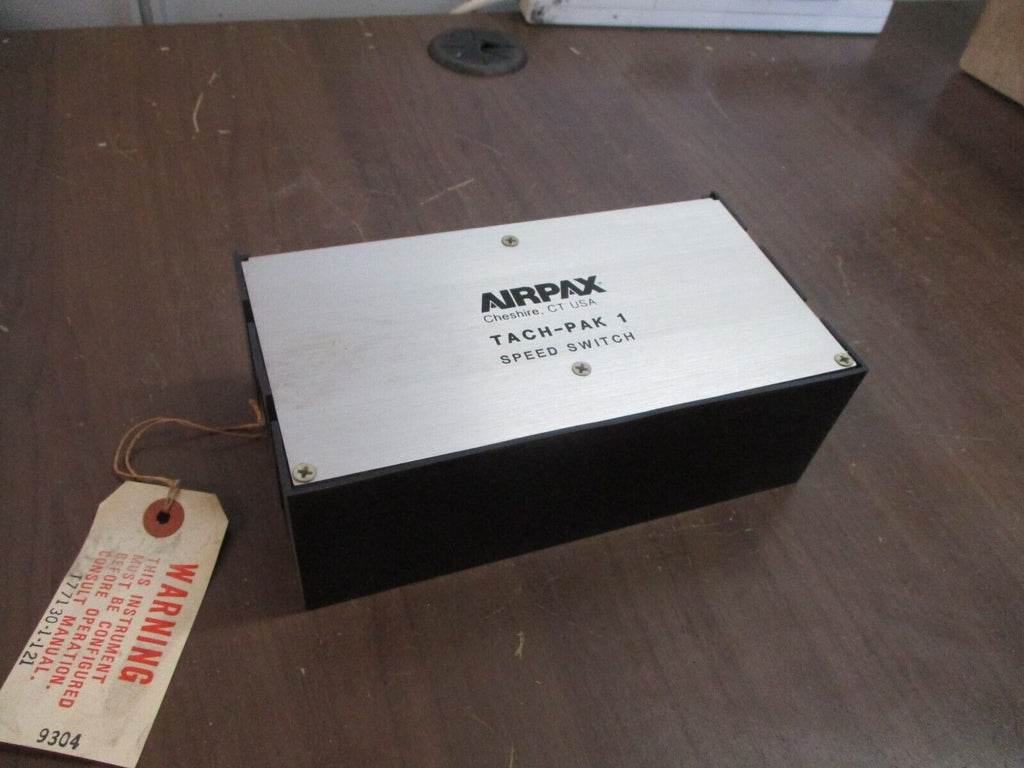 AIRPAX
Cheshire, CT USA
TACH-PAK 1
SPEED SWITCH
WARNING
THIS INSTRUMENT
MUST BE CONFIGURED
BEFORE OPERATION.
CONSULT MANUAL.
T77130-1-121
9304